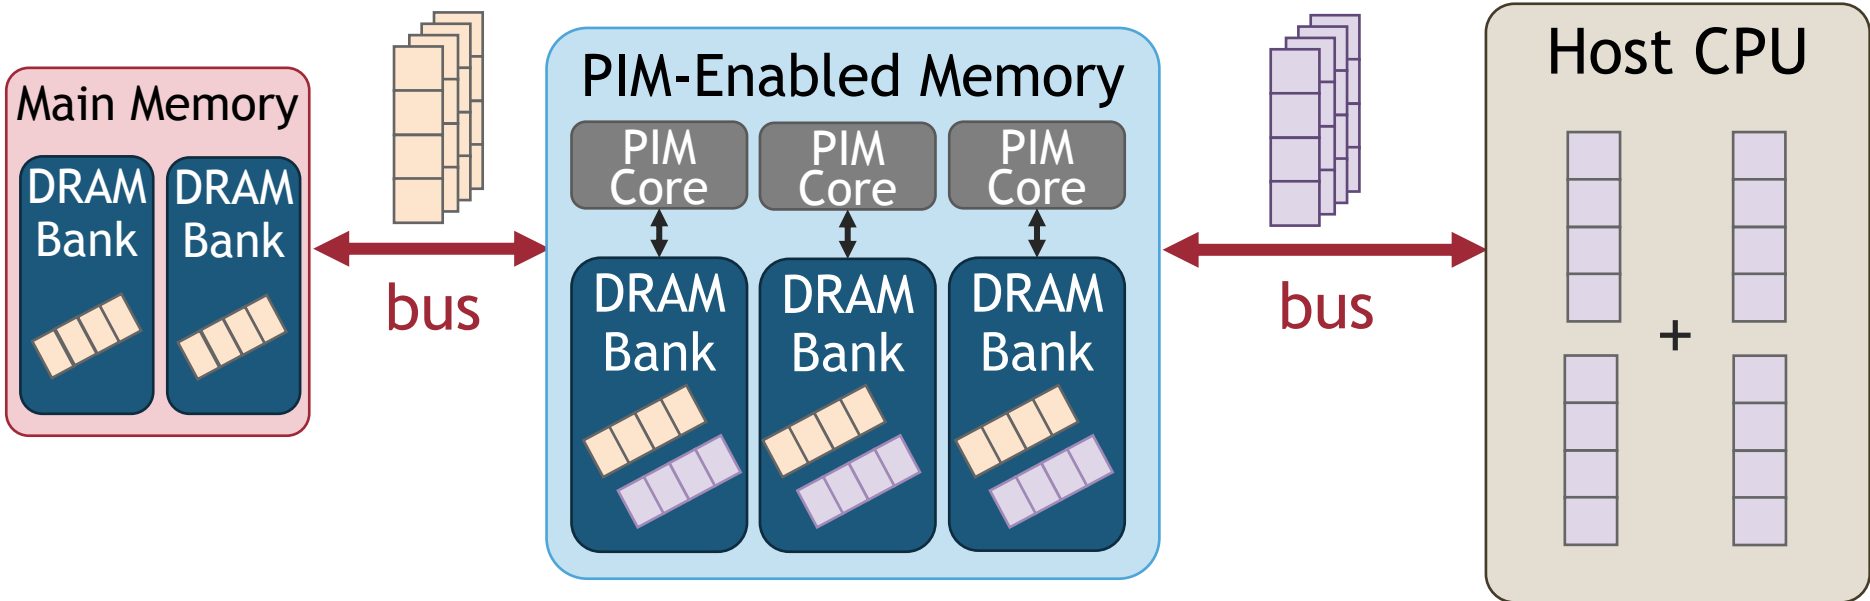 Main Memory
DRAM
Bank
DRAM
Bank
bus
PIM-Enabled Memory
PIM
Core
PIM
Core
PIM
Core
DRAM
Bank
DRAM
Bank
DRAM
Bank
bus
Host CPU
+